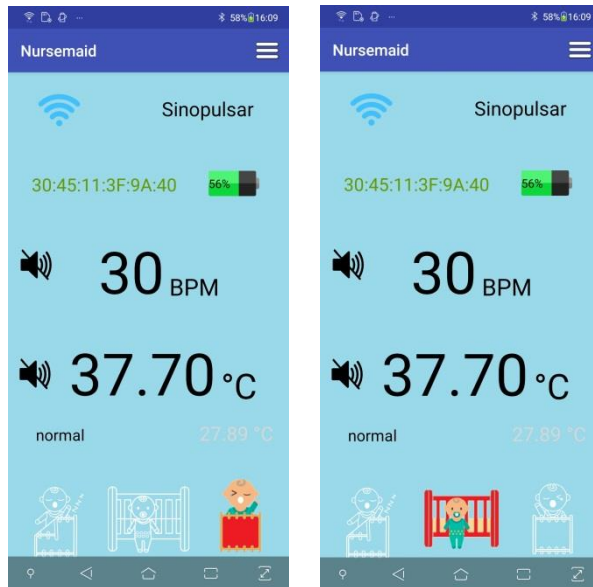 58% 16:09
Nursemaid
Sinopulsar
30:45:11:3F:9A:40 56%
30 BPM
37.70 °C
normal 27.89 °C
58% 16:09
Nursemaid
Sinopulsar
30:45:11:3F:9A:40 56%
30 BPM
37.70 °C
normal 27.89 °C